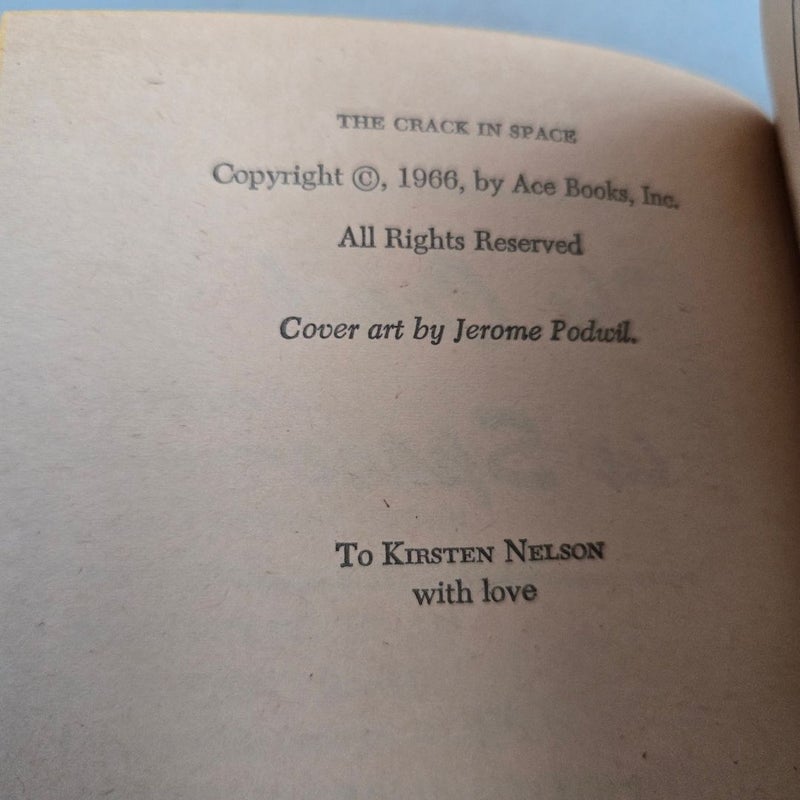 THE CRACK IN SPACE
Copyright ©, 1966, by Ace Books, Inc.
All Rights Reserved
Cover art by Jerome Podwil.
To KIRSTEN NELSON
with love